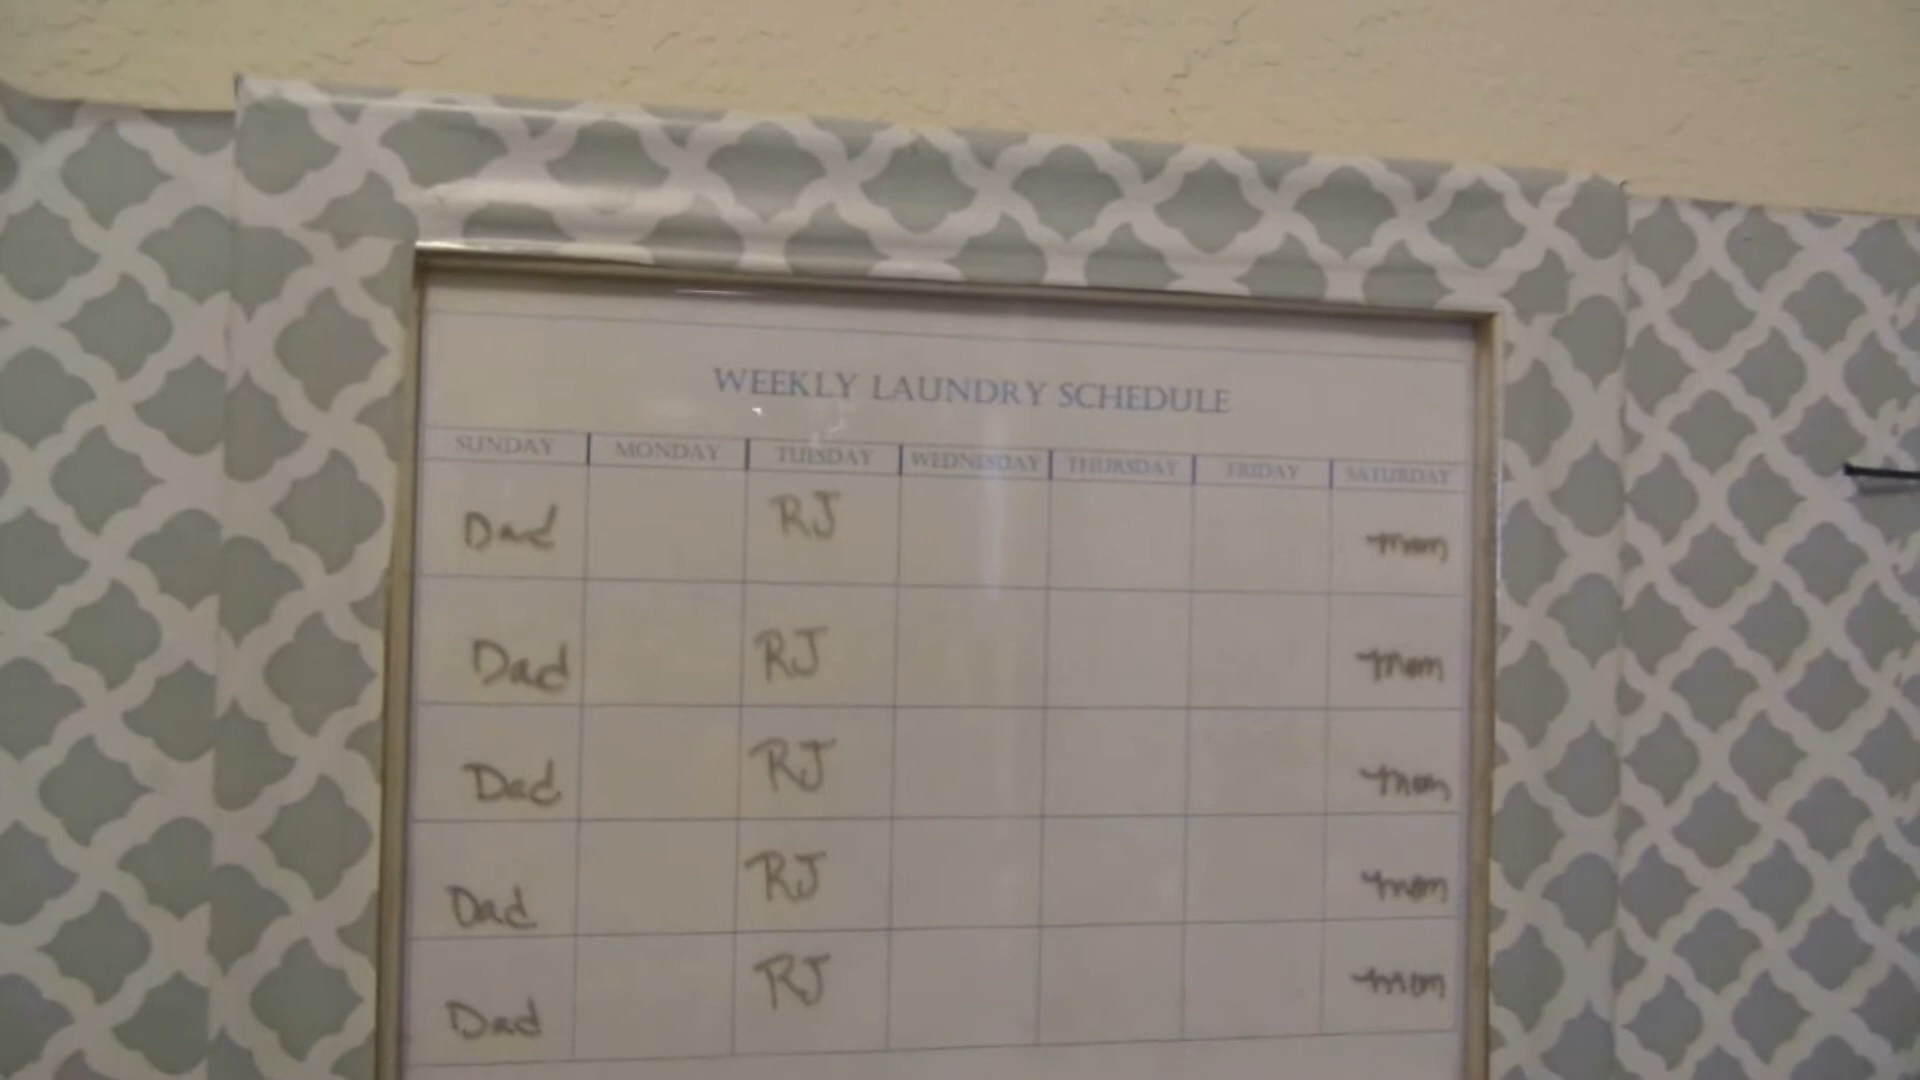 WEEKLY LAUNDRY SCHEDULE
SUNDAY MONDAY TUESDAY WEDNESDAY THURSDAY FRIDAY SATURDAY
Dad RJ mom
Dad RJ mom
Dad RJ mom
Dad RJ mom
Dad RJ mom